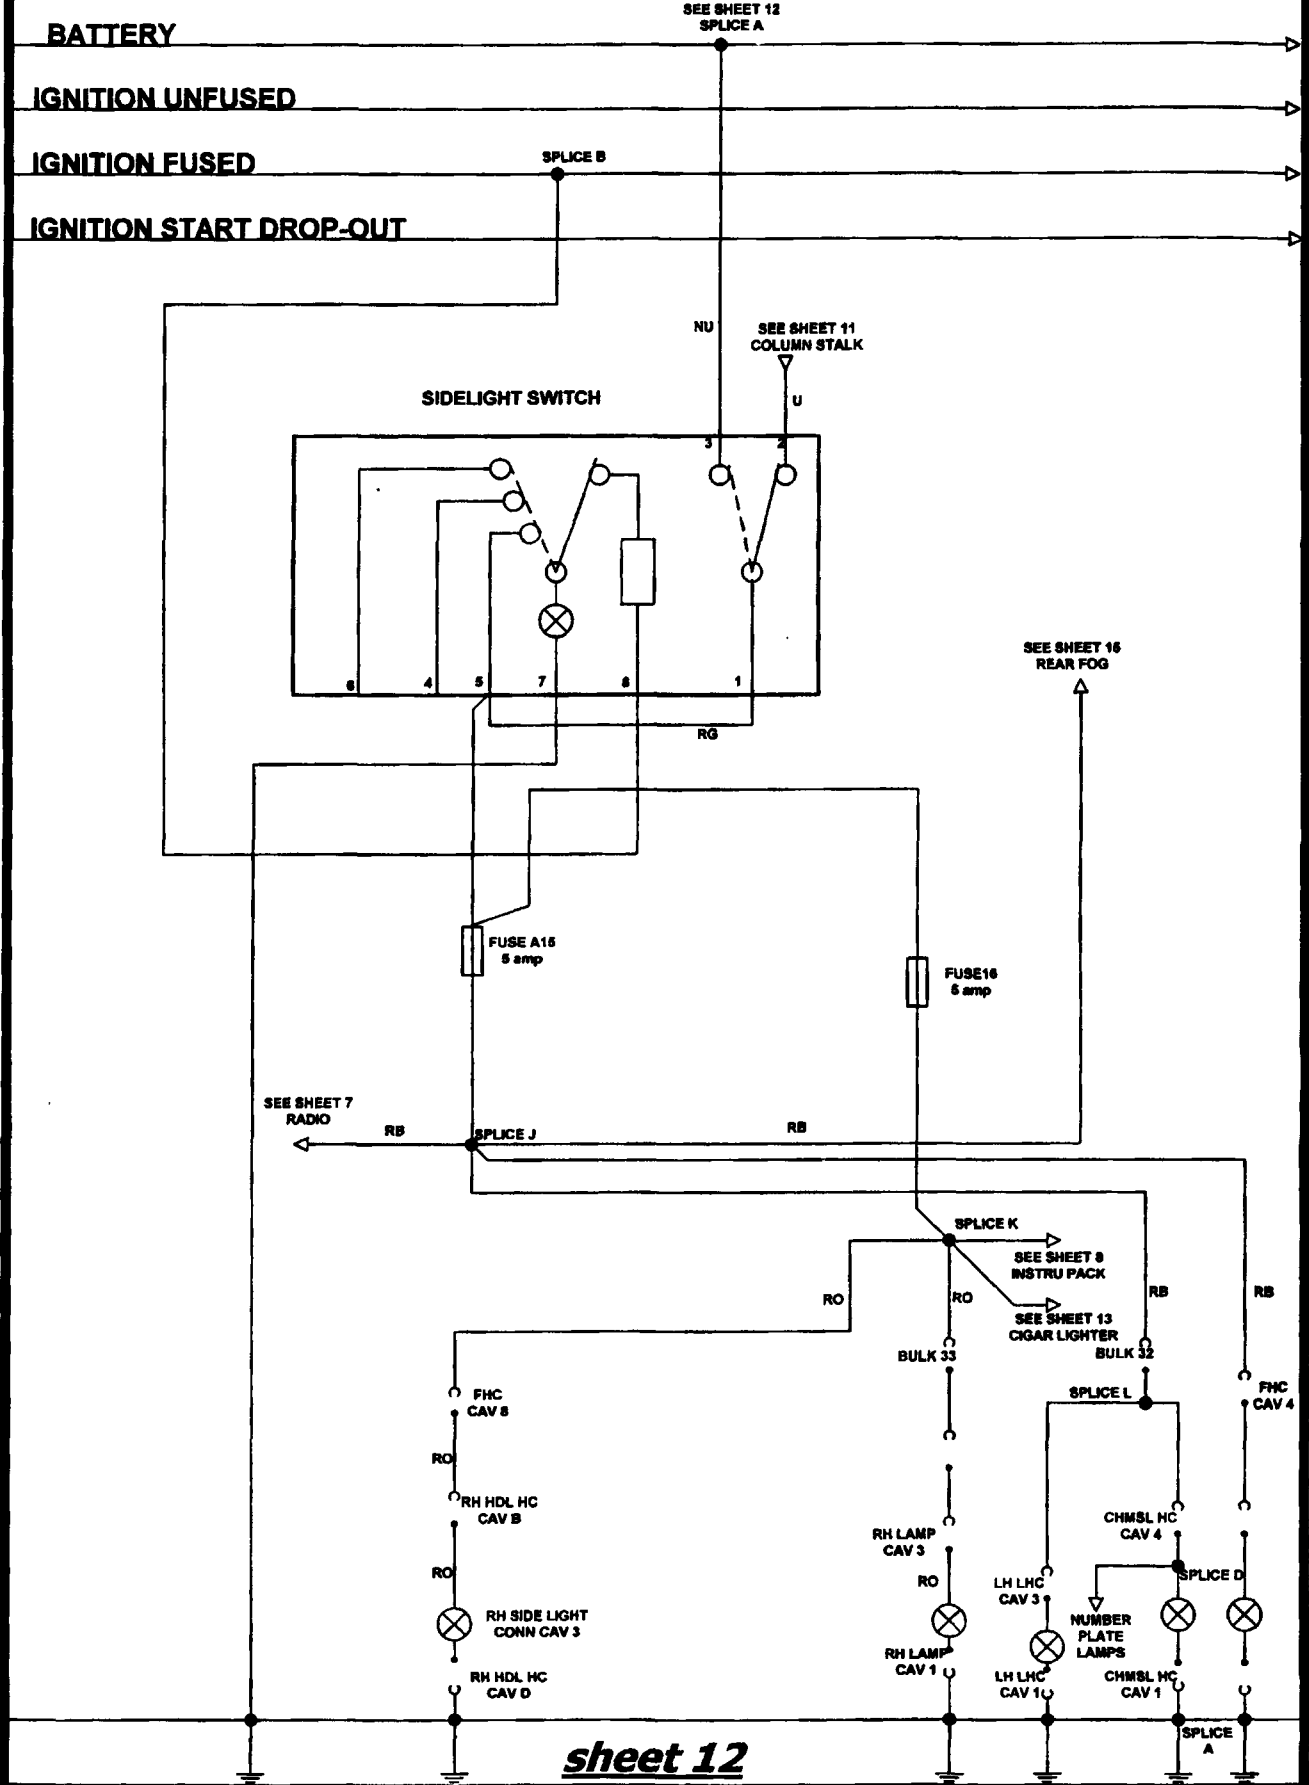 SEE SHEET 12
SPLICE A
BATTERY
IGNITION UNFUSED
IGNITION FUSED
SPLICE B
IGNITION START DROP-OUT
NU
SEE SHEET 11
COLUMN STALK
U
SIDELIGHT SWITCH
3
2
6
4
5
7
8
1
RG
SEE SHEET 15
REAR FOG
FUSE A15
5 amp
FUSE16
5 amp
SEE SHEET 7
RADIO
RB
SPLICE J
RB
SPLICE K
SEE SHEET 8
INSTRU PACK
RO
RO
RB
RB
SEE SHEET 13
CIGAR LIGHTER
BULK 33
BULK 32
FHC
CAV 8
SPLICE L
FHC
CAV 4
RO
RH HDL HC
CAV B
RH LAMP
CAV 3
CHMSL HC
CAV 4
RO
RO
LH LHC
CAV 3
SPLICE D
RH SIDE LIGHT
CONN CAV 3
NUMBER
PLATE
LAMPS
RH LAMP
CAV 1
RH HDL HC
CAV D
LH LHC
CAV 1
CHMSL HC
CAV 1
SPLICE
A
sheet 12